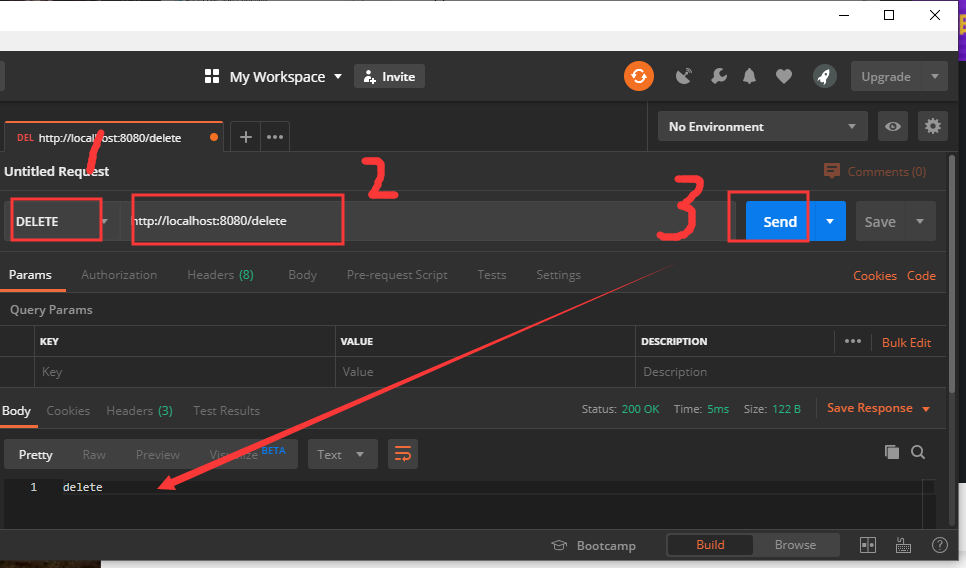 My Workspace Invite Upgrade
DEL http://localhost:8080/delete + ••• No Environment
1
Untitled Request Comments (0)
2
3
DELETE http://localhost:8080/delete Send Save
Params Authorization Headers (8) Body Pre-request Script Tests Settings Cookies Code
Query Params
KEY VALUE DESCRIPTION ••• Bulk Edit
Key Value Description
Body Cookies Headers (3) Test Results Status: 200 OK Time: 5ms Size: 122 B Save Response
Pretty Raw Preview Visualize BETA Text
1 delete
Bootcamp Build Browse ?